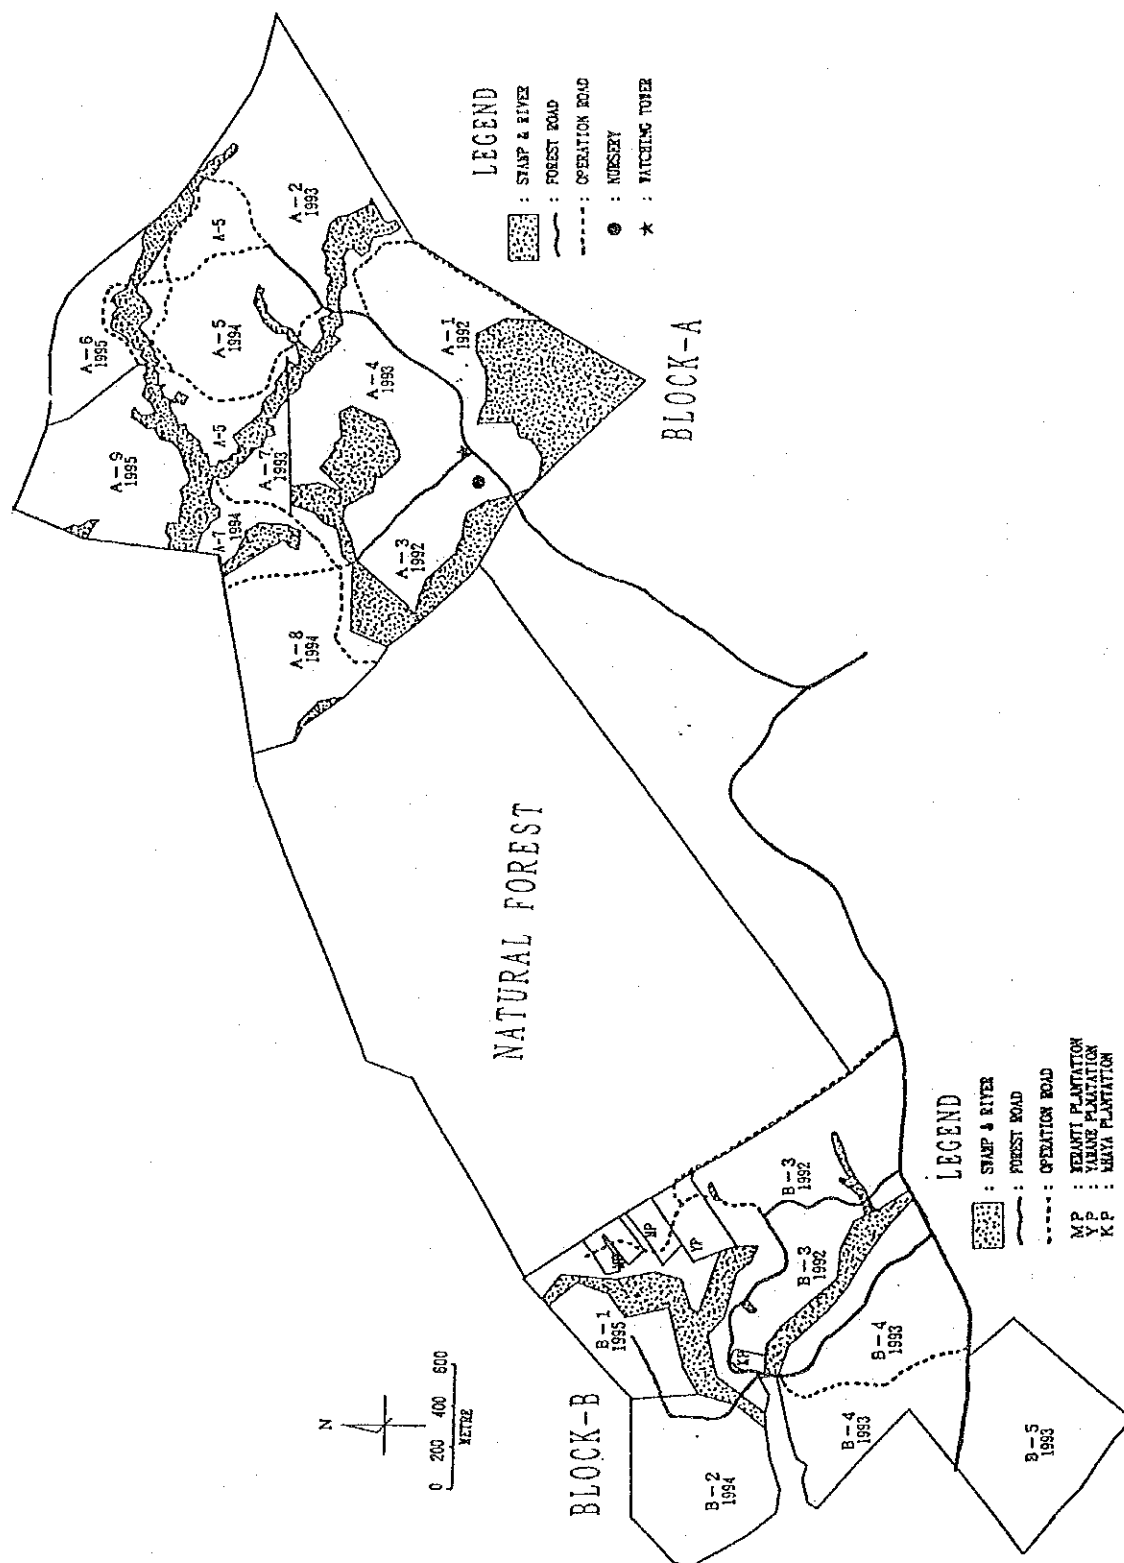 A-6
1995
A-9
1995
A-5
A-2
1993
A-5
1994
A-5
A-7
1993
A-7
1994
A-4
1993
A-1
1992
A-3
1992
A-8
1994
BLOCK-A
LEGEND
: SWAMP & RIVER
: FOREST ROAD
: OPERATION ROAD
: NURSERY
: WATCHING TOWER
NATURAL FOREST
N
0 200 400 600
METRE
BLOCK-B
B-1
1995
MP
YP
KP
B-3
1992
B-3
1992
B-2
1994
B-4
1993
B-4
1993
B-5
1993
LEGEND
: SWAMP & RIVER
: FOREST ROAD
: OPERATION ROAD
MP : MERANTI PLANTATION
YP : YAMANE PLNATATION
KP : KHAYA PLANTATION